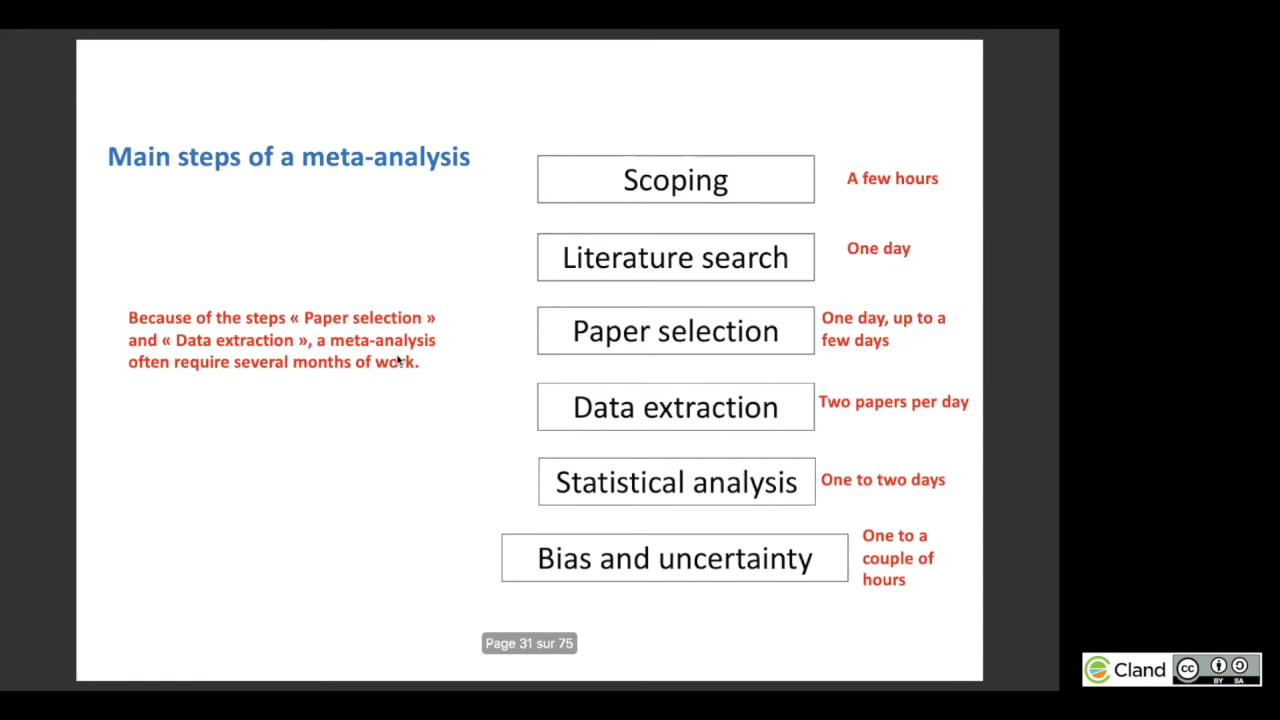 Main steps of a meta-analysis
Scoping
A few hours
Literature search
One day
Because of the steps « Paper selection »
and « Data extraction », a meta-analysis
often require several months of work.
Paper selection
One day, up to a
few days
Data extraction
Two papers per day
Statistical analysis
One to two days
Bias and uncertainty
One to a
couple of
hours
Page 31 sur 75
Cland
cc
BY SA